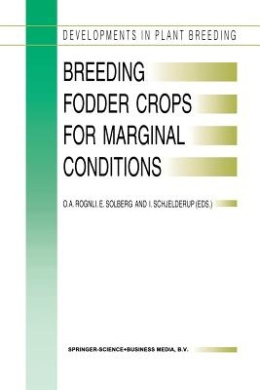 DEVELOPMENTS IN PLANT BREEDING
BREEDING
FODDER CROPS
FOR MARGINAL
CONDITIONS
O.A. ROGNLI, E. SOLBERG AND I. SCHJELDERUP (EDS.)
SPRINGER-SCIENCE+BUSINESS MEDIA, B.V.